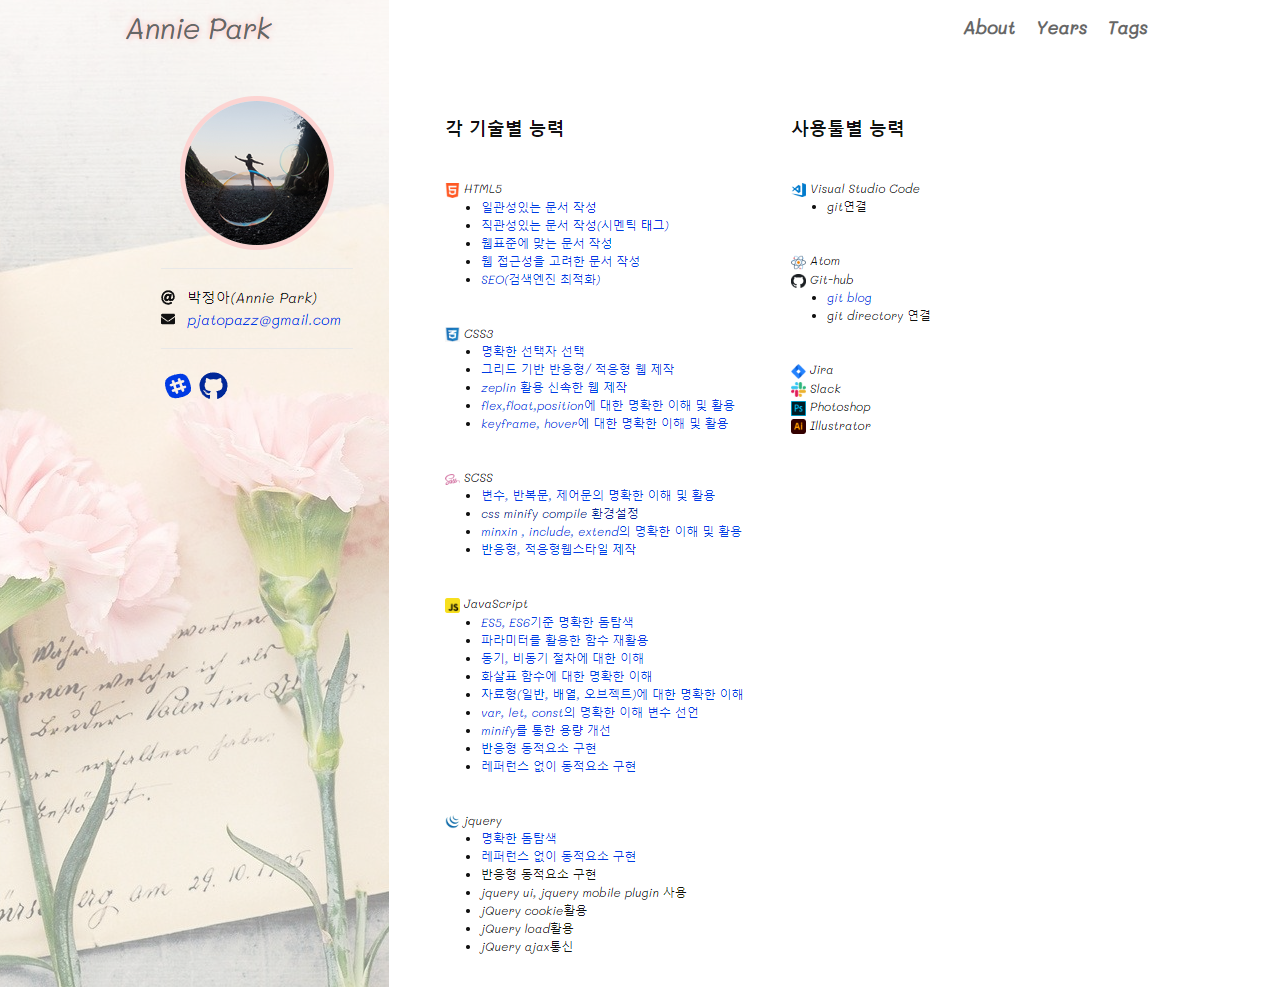 Annie Park
About Years Tags
박정아(Annie Park)
pjatopazz@gmail.com
각 기술별 능력
HTML5
일관성있는 문서 작성
직관성있는 문서 작성(시멘틱 태그)
웹표준에 맞는 문서 작성
웹 접근성을 고려한 문서 작성
SEO(검색엔진 최적화)
CSS3
명확한 선택자 선택
그리드 기반 반응형/ 적응형 웹 제작
zeplin 활용 신속한 웹 제작
flex,float,position에 대한 명확한 이해 및 활용
keyframe, hover에 대한 명확한 이해 및 활용
SCSS
변수, 반복문, 제어문의 명확한 이해 및 활용
css minify compile 환경설정
minxin , include, extend의 명확한 이해 및 활용
반응형, 적응형웹스타일 제작
JavaScript
ES5, ES6기준 명확한 돔탐색
파라미터를 활용한 함수 재활용
동기, 비동기 절차에 대한 이해
화살표 함수에 대한 명확한 이해
자료형(일반, 배열, 오브젝트)에 대한 명확한 이해
var, let, const의 명확한 이해 변수 선언
minify를 통한 용량 개선
반응형 동적요소 구현
레퍼런스 없이 동적요소 구현
jquery
명확한 돔탐색
레퍼런스 없이 동적요소 구현
반응형 동적요소 구현
jquery ui, jquery mobile plugin 사용
jQuery cookie활용
jQuery load활용
jQuery ajax통신
사용툴별 능력
Visual Studio Code
git연결
Atom
Git-hub
git blog
git directory 연결
Jira
Slack
Photoshop
Illustrator
worten.
onen, welche ich als
Bruder Valentin
ar erhalten habe.
am 29. 10. 1925